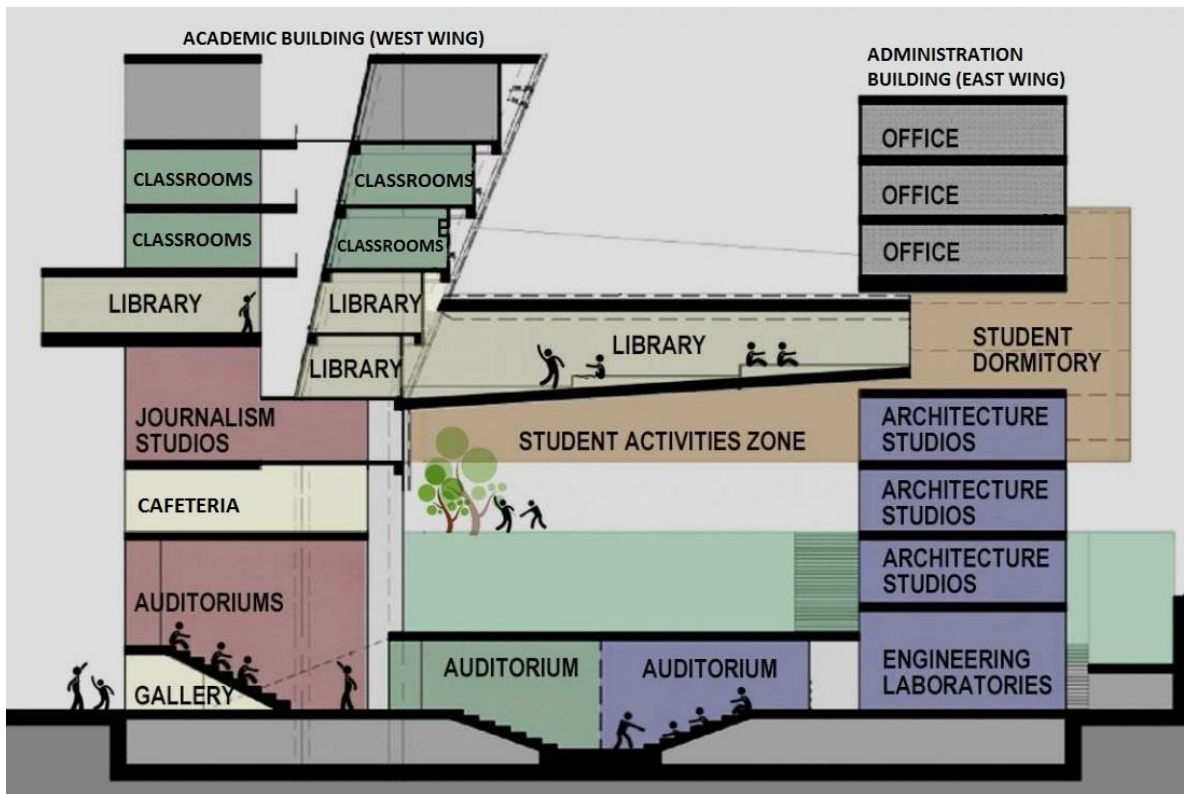 ACADEMIC BUILDING (WEST WING)
ADMINISTRATION
BUILDING (EAST WING)
OFFICE
CLASSROOMS
CLASSROOMS
OFFICE
CLASSROOMS
CLASSROOMS
OFFICE
LIBRARY
LIBRARY
LIBRARY
LIBRARY
STUDENT
DORMITORY
JOURNALISM
STUDIOS
STUDENT ACTIVITIES ZONE
ARCHITECTURE
STUDIOS
CAFETERIA
ARCHITECTURE
STUDIOS
AUDITORIUMS
ARCHITECTURE
STUDIOS
GALLERY
AUDITORIUM
AUDITORIUM
ENGINEERING
LABORATORIES